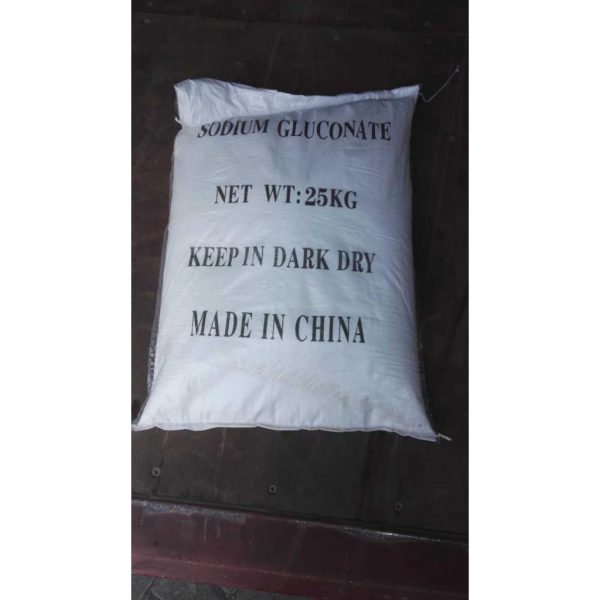 SODIUM GLUCONATE
NET WT: 25KG
KEEP IN DARK DRY
MADE IN CHINA